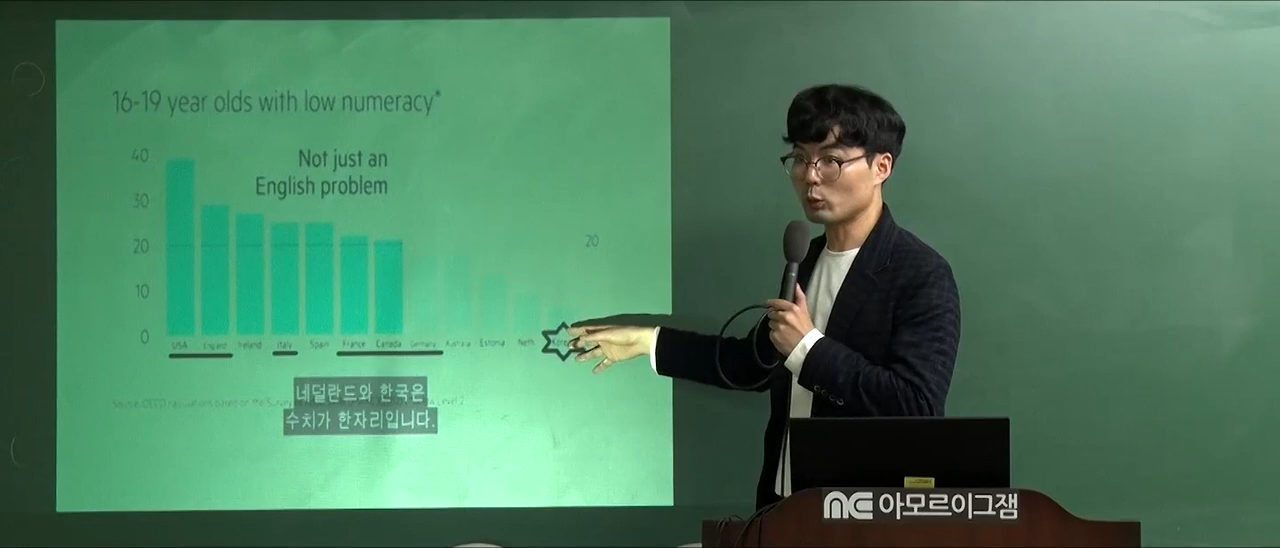 16-19 year olds with low numeracy*
Not just an
English problem
40
30
20
10
0
20
USA England Ireland Italy Spain France Canada Germany Australia Estonia Neth Korea
네덜란드와 한국은
수치가 한자리입니다.
아모르이그잼